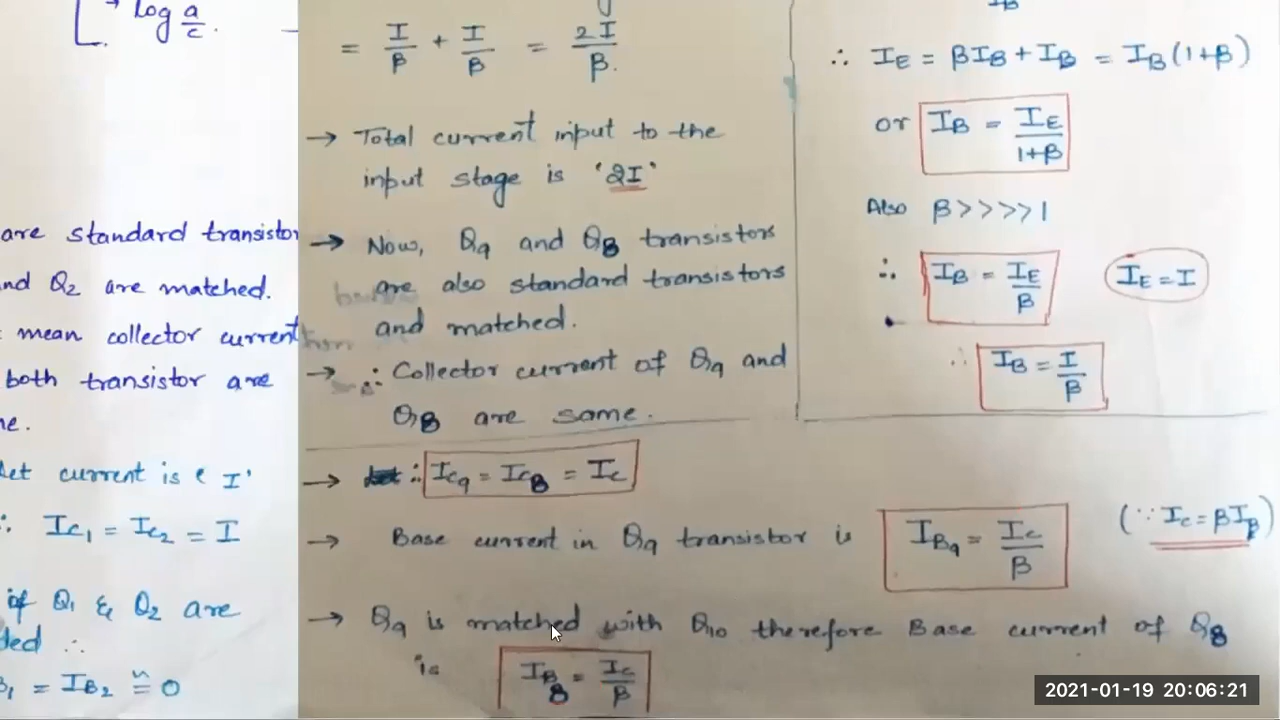 log a/c.
are standard transistor
and Q2 are matched.
mean collector current
both transistor are
Let current is 'I'
∴ Ic1 = Ic2 = I
of Q1 & Q2 are
∴
= IB2 ≅ 0
= I/β + I/β = 2I/β.
→ Total current input to the
input stage is '2I'
→ Now, Q9 and Q8 transistors
are also standard transistors
and matched.
→ ∴ Collector current of Q9 and
Q8 are same.
→ ∴ Ic9 = Ic8 = Ic
→ Base current in Q9 transistor is IB9 = Ic/β (∵ Ic = βIB)
→ Q9 is matched with Q10 therefore Base current of Q8
is IB8 = Ic/β
IB
∴ IE = βIB + IB = IB(1+β)
or IB = IE/1+β
Also β>>>>1
∴ IB = IE/β IE = I
∴ IB = I/β
2021-01-19 20:06:21